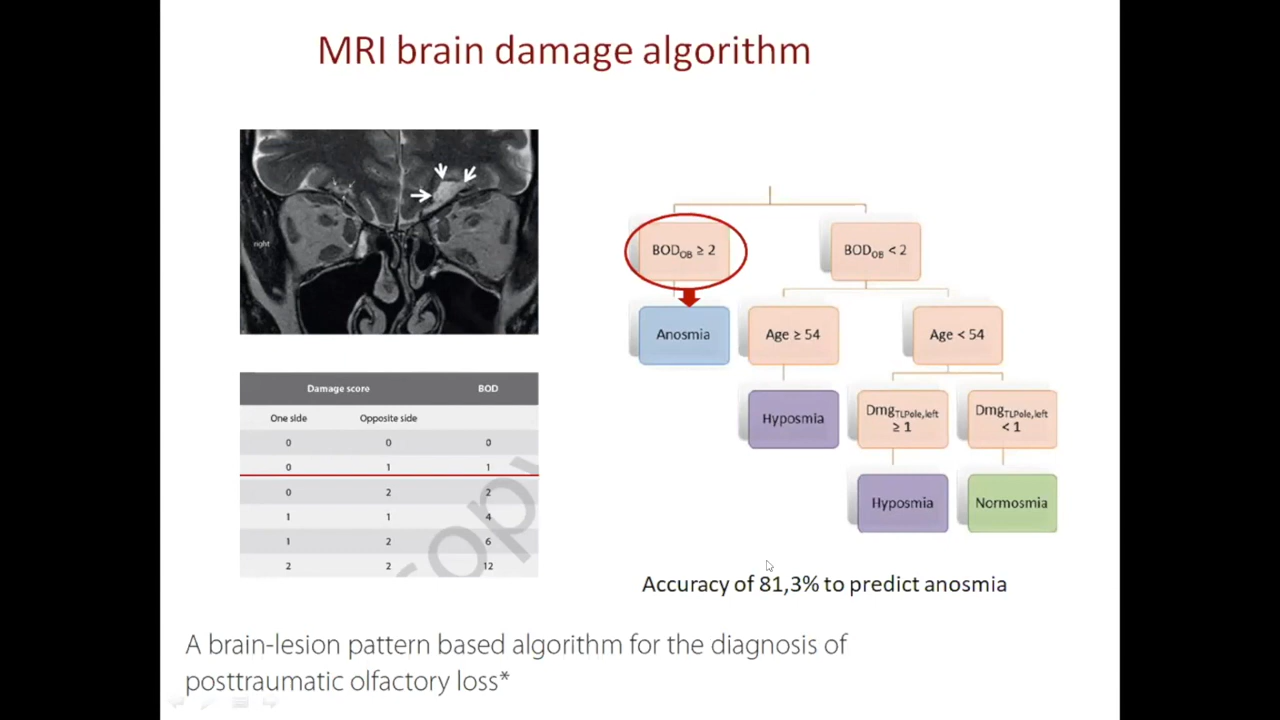 MRI brain damage algorithm
right
Damage score BOD
One side Opposite side
0 0 0
0 1 1
0 2 2
1 1 4
1 2 6
2 2 12
BOD_OB ≥ 2
BOD_OB < 2
Anosmia
Age ≥ 54
Age < 54
Hyposmia
Dmg_TLPole,left
≥ 1
Dmg_TLPole,left
< 1
Hyposmia
Normosmia
Accuracy of 81,3% to predict anosmia
A brain-lesion pattern based algorithm for the diagnosis of
posttraumatic olfactory loss*